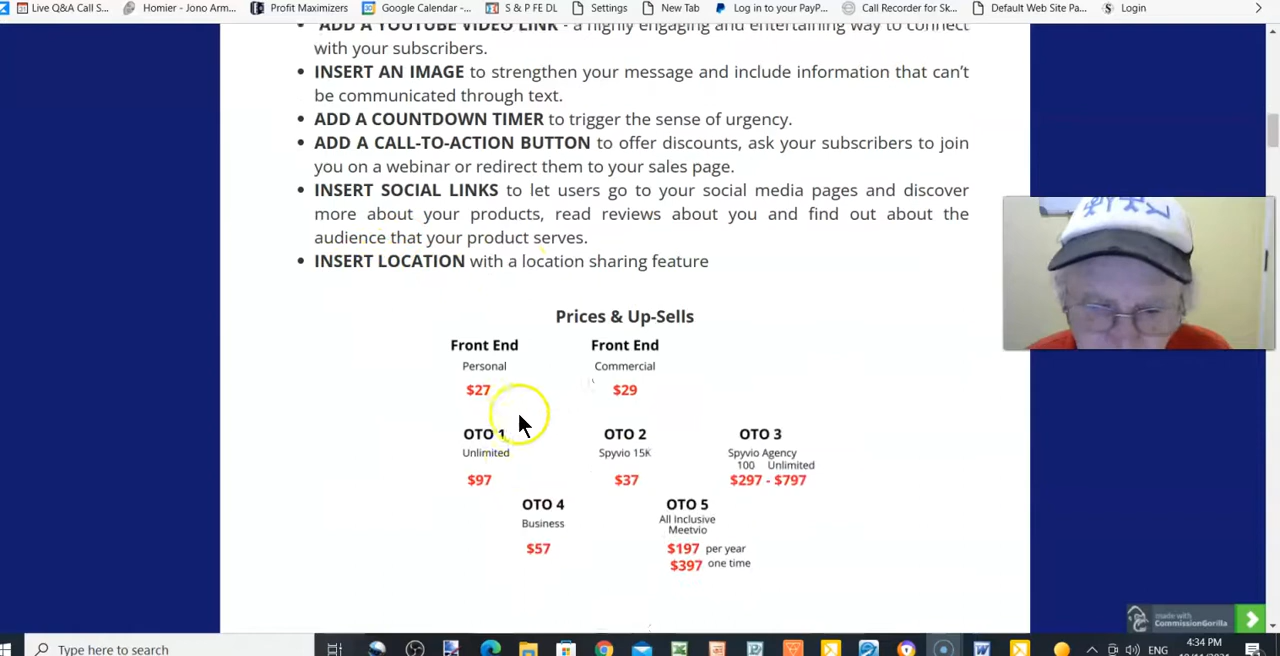 Live Q&A Call S...
Homier - Jono Arm...
Profit Maximizers
Google Calendar -...
S & P FE DL
Settings
New Tab
Log in to your PayP...
Call Recorder for Sk...
Default Web Site Pa...
Login
ADD A YOUTUBE VIDEO LINK - a highly engaging and entertaining way to connect
with your subscribers.
INSERT AN IMAGE to strengthen your message and include information that can't
be communicated through text.
ADD A COUNTDOWN TIMER to trigger the sense of urgency.
ADD A CALL-TO-ACTION BUTTON to offer discounts, ask your subscribers to join
you on a webinar or redirect them to your sales page.
INSERT SOCIAL LINKS to let users go to your social media pages and discover
more about your products, read reviews about you and find out about the
audience that your product serves.
INSERT LOCATION with a location sharing feature
Prices & Up-Sells
Front End Front End
Personal Commercial
$27 $29
OTO 1 OTO 2 OTO 3
Unlimited Spyvio 15K Spyvio Agency
100 Unlimited
$97 $37 $297 - $797
OTO 4 OTO 5
Business All Inclusive
Meetvio
$57 $197 per year
$397 one time
made with
CommissionGorilla
Type here to search
ENG
4:34 PM